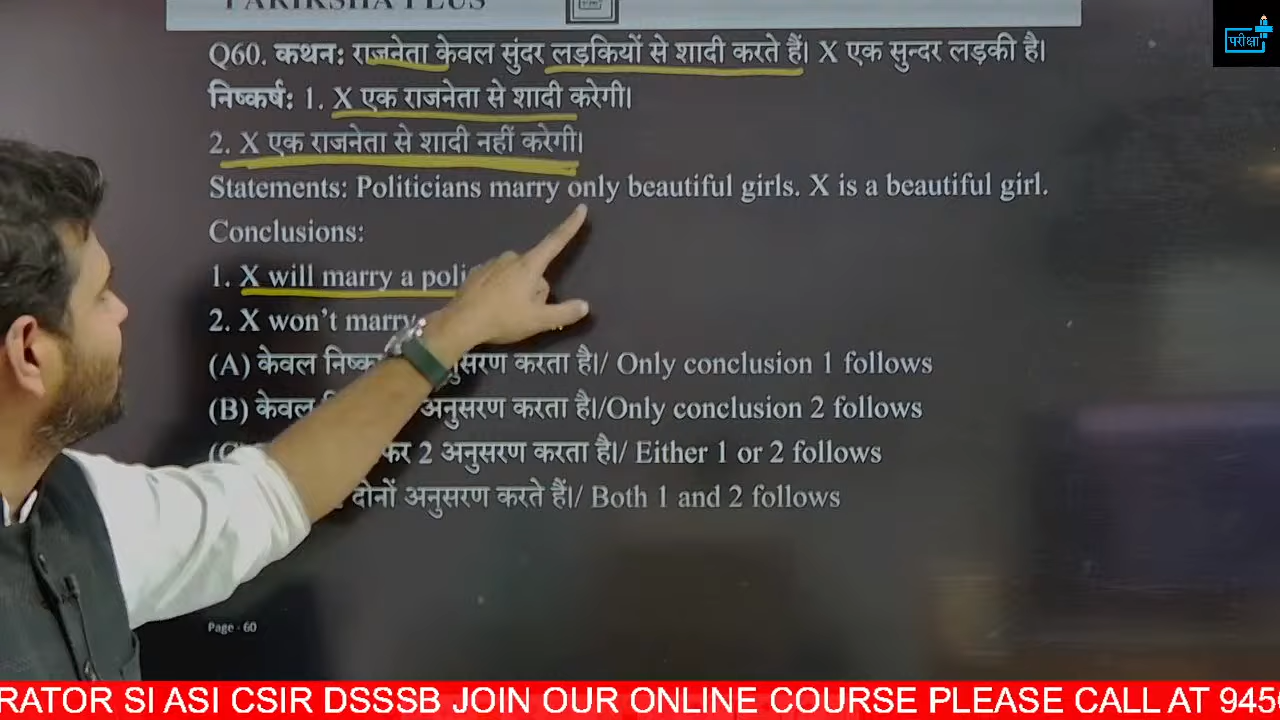 PARIKSHA PLUS
परीक्षा
Q60. कथन: राजनेता केवल सुंदर लड़कियों से शादी करते हैं। X एक सुन्दर लड़की है।
निष्कर्ष: 1. X एक राजनेता से शादी करेगी।
2. X एक राजनेता से शादी नहीं करेगी।
Statements: Politicians marry only beautiful girls. X is a beautiful girl.
Conclusions:
1. X will marry a poli
2. X won't marry
(A) केवल अनुसरण करता है।/ Only conclusion 1 follows
(B) केवल अनुसरण करता है।/Only conclusion 2 follows
2 अनुसरण करता है।/ Either 1 or 2 follows
दोनों अनुसरण करते हैं।/ Both 1 and 2 follows
Page - 60
RATOR SI ASI CSIR DSSSB JOIN OUR ONLINE COURSE PLEASE CALL AT 945